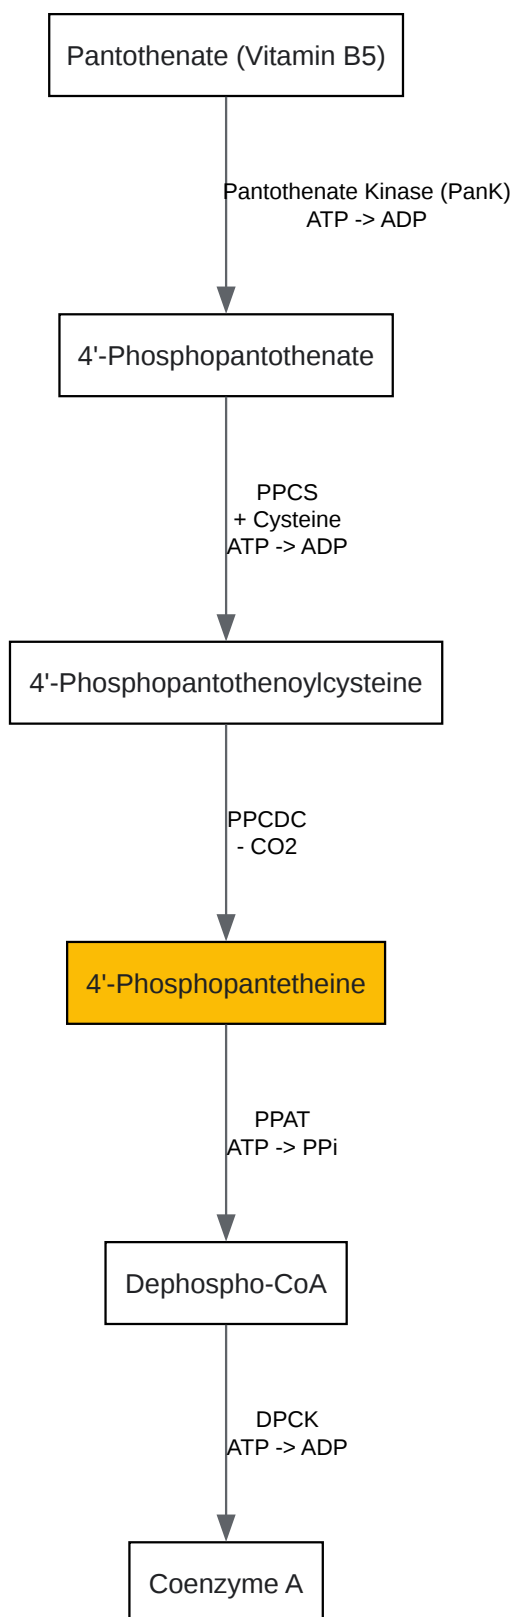 Pantothenate (Vitamin B5)
Pantothenate Kinase (PanK)
ATP -> ADP
4'-Phosphopantothenate
PPCS
+ Cysteine
ATP -> ADP
4'-Phosphopantothenoylcysteine
PPCDC
- CO2
4'-Phosphopantetheine
PPAT
ATP -> PPi
Dephospho-CoA
DPCK
ATP -> ADP
Coenzyme A